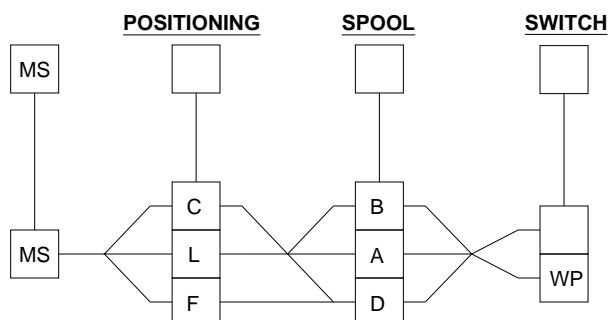 POSITIONING SPOOL SWITCH
MS
C B
MS L A
WP
F D